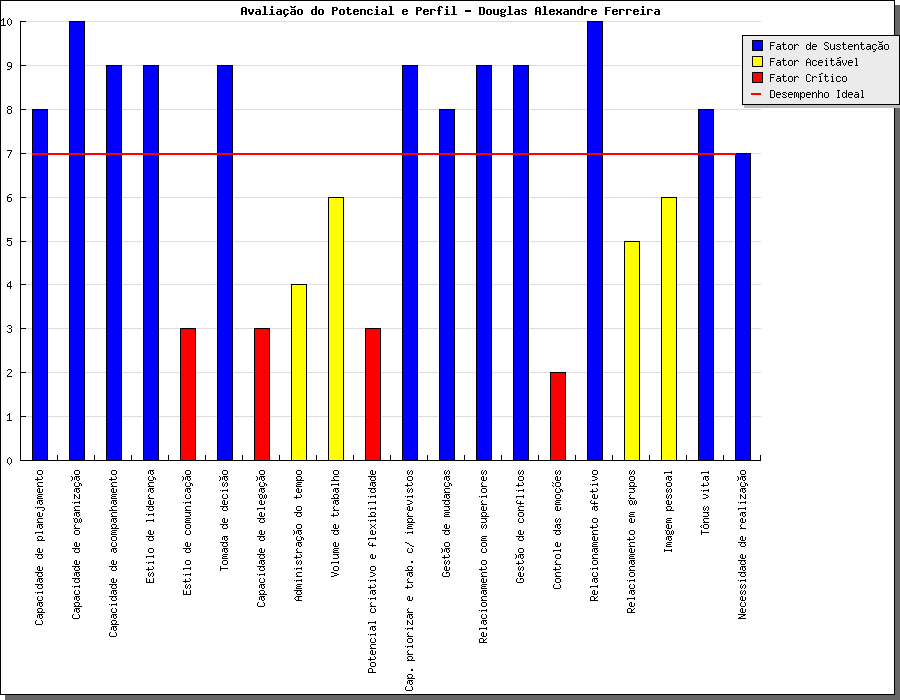 Avaliação do Potencial e Perfil - Douglas Alexandre Ferreira
Fator de Sustentação
Fator Aceitável
Fator Crítico
Desempenho Ideal
10
9
8
7
6
5
4
3
2
1
0
Capacidade de planejamento
Capacidade de organização
Capacidade de acompanhamento
Estilo de liderança
Estilo de comunicação
Tomada de decisão
Capacidade de delegação
Administração do tempo
Volume de trabalho
Potencial criativo e flexibilidade
Cap. priorizar e trab. c/ imprevistos
Gestão de mudanças
Relacionamento com superiores
Gestão de conflitos
Controle das emoções
Relacionamento afetivo
Relacionamento em grupos
Imagem pessoal
Tônus vital
Necessidade de realização